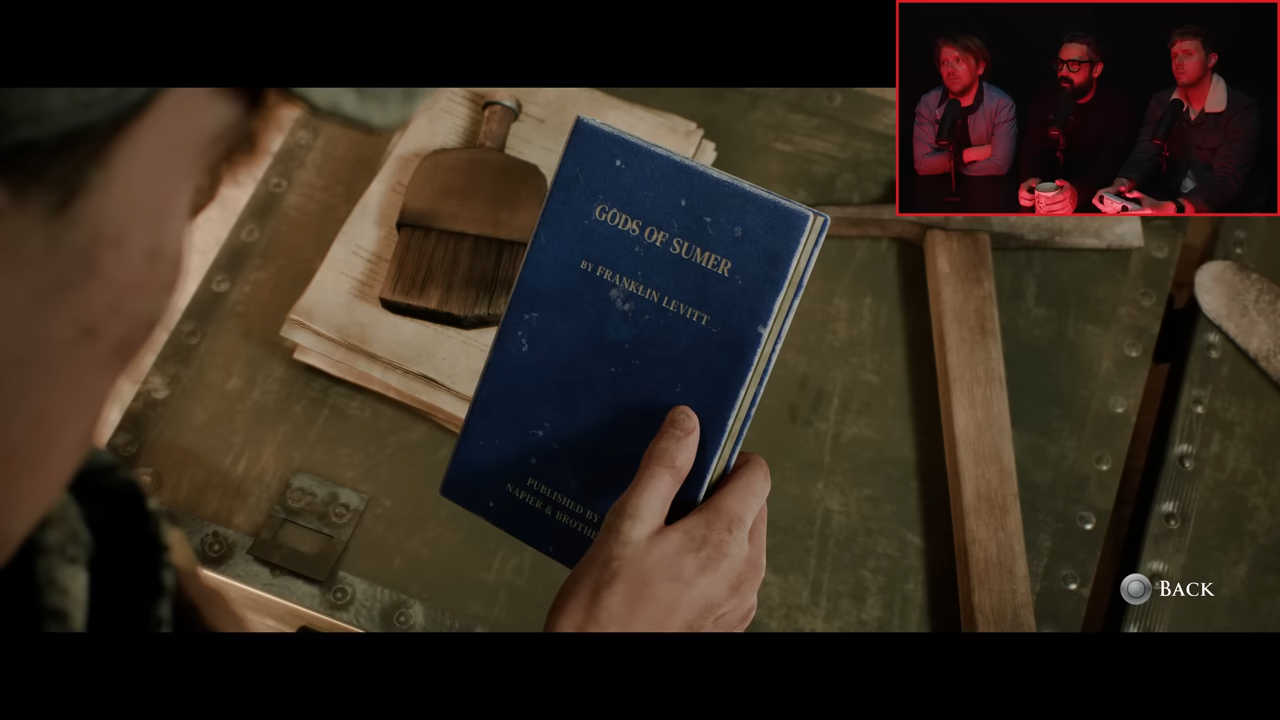 GODS OF SUMER
BY FRANKLIN LEVITT
PUBLISHED BY
NAPIER & BROTHE
BACK